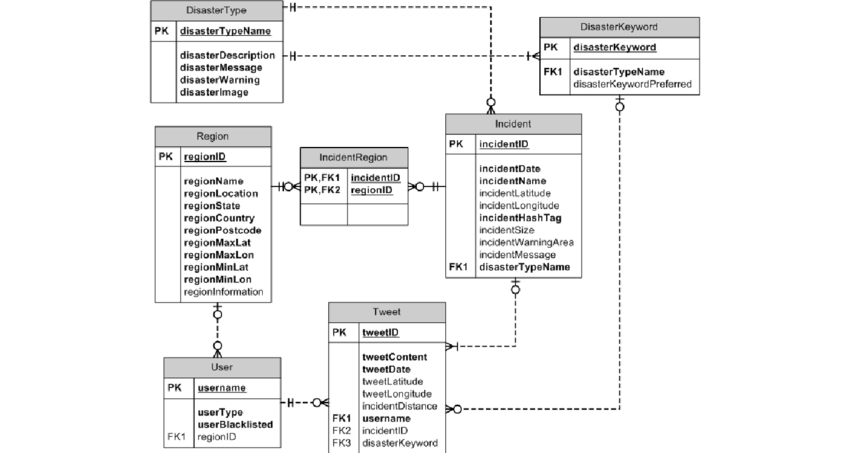 DisasterType
PK disasterTypeName
disasterDescription
disasterMessage
disasterWarning
disasterImage
DisasterKeyword
PK disasterKeyword
FK1 disasterTypeName
disasterKeywordPreferred
Region
PK regionID
regionName
regionLocation
regionState
regionCountry
regionPostcode
regionMaxLat
regionMaxLon
regionMinLat
regionMinLon
regionInformation
IncidentRegion
PK,FK1 incidentID
PK,FK2 regionID
Incident
PK incidentID
incidentDate
incidentName
incidentLatitude
incidentLongitude
incidentHashTag
incidentSize
incidentWarningArea
incidentMessage
FK1 disasterTypeName
Tweet
PK tweetID
tweetContent
tweetDate
tweetLatitude
tweetLongitude
incidentDistance
FK1 username
FK2 incidentID
FK3 disasterKeyword
User
PK username
userType
userBlacklisted
FK1 regionID